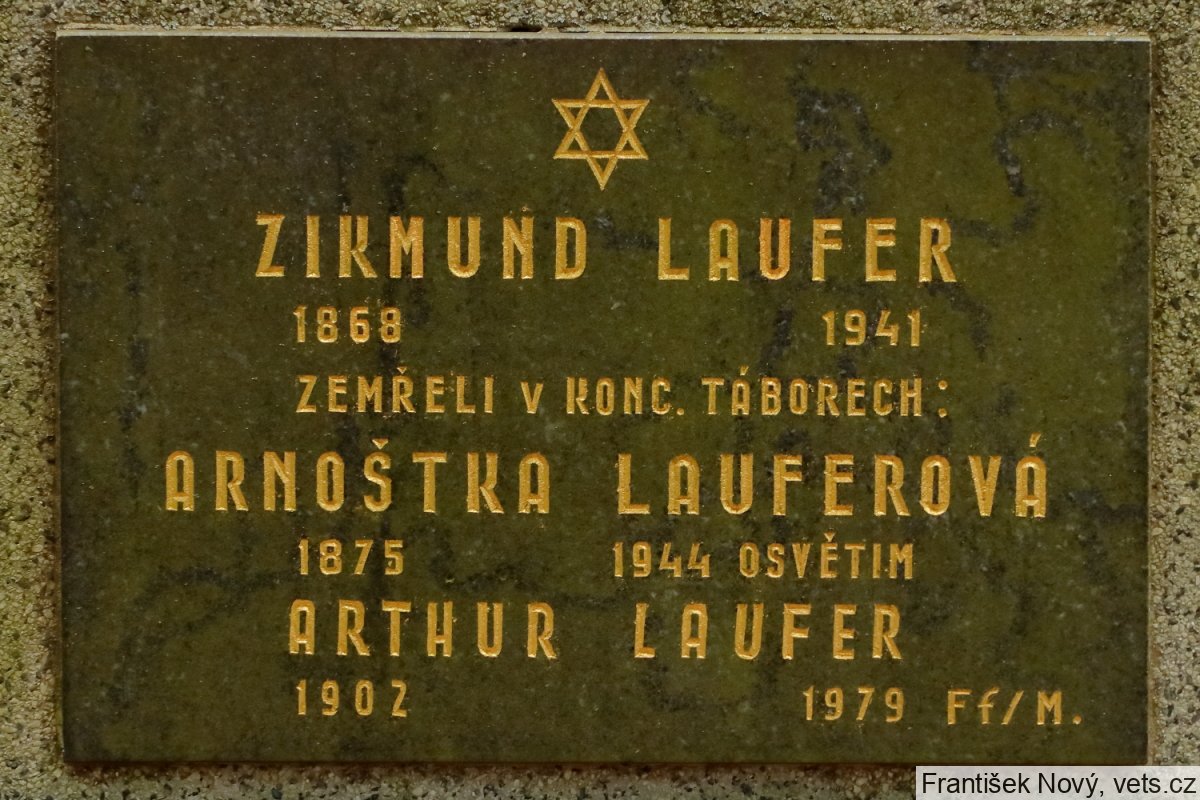 ZIKMUND LAUFER
1868 1941
ZEMŘELI V KONC. TÁBORECH:
ARNOŠTKA LAUFEROVÁ
1875 1944 OSVĚTIM
ARTHUR LAUFER
1902 1979 Ff/M.
František Nový, vets.cz